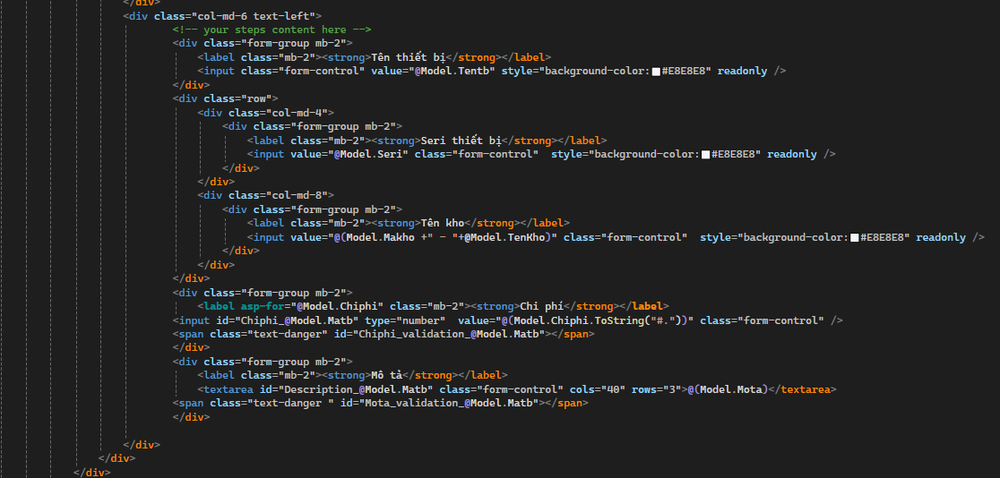 </div>
<div class="col-md-6 text-left">
<!-- your steps content here -->
<div class="form-group mb-2">
<label class="mb-2"><strong>Tên thiết bị</strong></label>
<input class="form-control" value="@Model.Tentb" style="background-color:#E8E8E8" readonly />
</div>
<div class="row">
<div class="col-md-4">
<div class="form-group mb-2">
<label class="mb-2"><strong>Seri thiết bị</strong></label>
<input value="@Model.Seri" class="form-control"  style="background-color:#E8E8E8" readonly />
</div>
</div>
<div class="col-md-8">
<div class="form-group mb-2">
<label class="mb-2"><strong>Tên kho</strong></label>
<input value="@(Model.Makho +" - "+@Model.TenKho)" class="form-control"  style="background-color:#E8E8E8" readonly />
</div>
</div>
</div>
<div class="form-group mb-2">
<label asp-for="@Model.Chiphi" class="mb-2"><strong>Chi phí</strong></label>
<input id="Chiphi_@Model.Matb" type="number"  value="@(Model.Chiphi.ToString("#."))" class="form-control" />
<span class="text-danger" id="Chiphi_validation_@Model.Matb"></span>
</div>
<div class="form-group mb-2">
<label class="mb-2"><strong>Mô tả</strong></label>
<textarea id="Description_@Model.Matb" class="form-control" cols="40" rows="3">@(Model.Mota)</textarea>
<span class="text-danger " id="Mota_validation_@Model.Matb"></span>
</div>
</div>
</div>
</div>